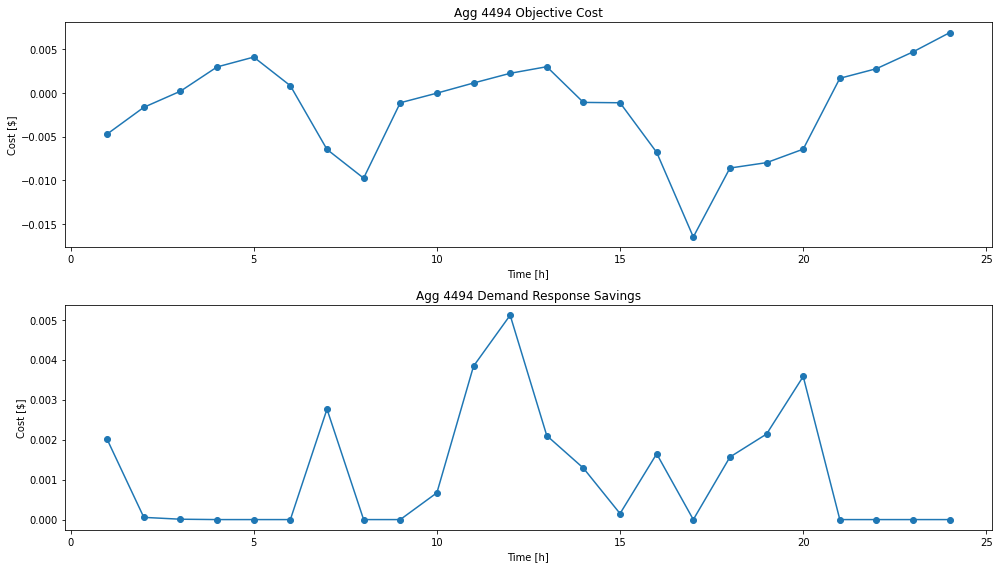 Agg 4494 Objective Cost
0.005
0.000
−0.005
−0.010
−0.015
Cost [$]
0 5 10 15 20 25
Time [h]
Agg 4494 Demand Response Savings
0.005
0.004
0.003
0.002
0.001
0.000
Cost [$]
0 5 10 15 20 25
Time [h]